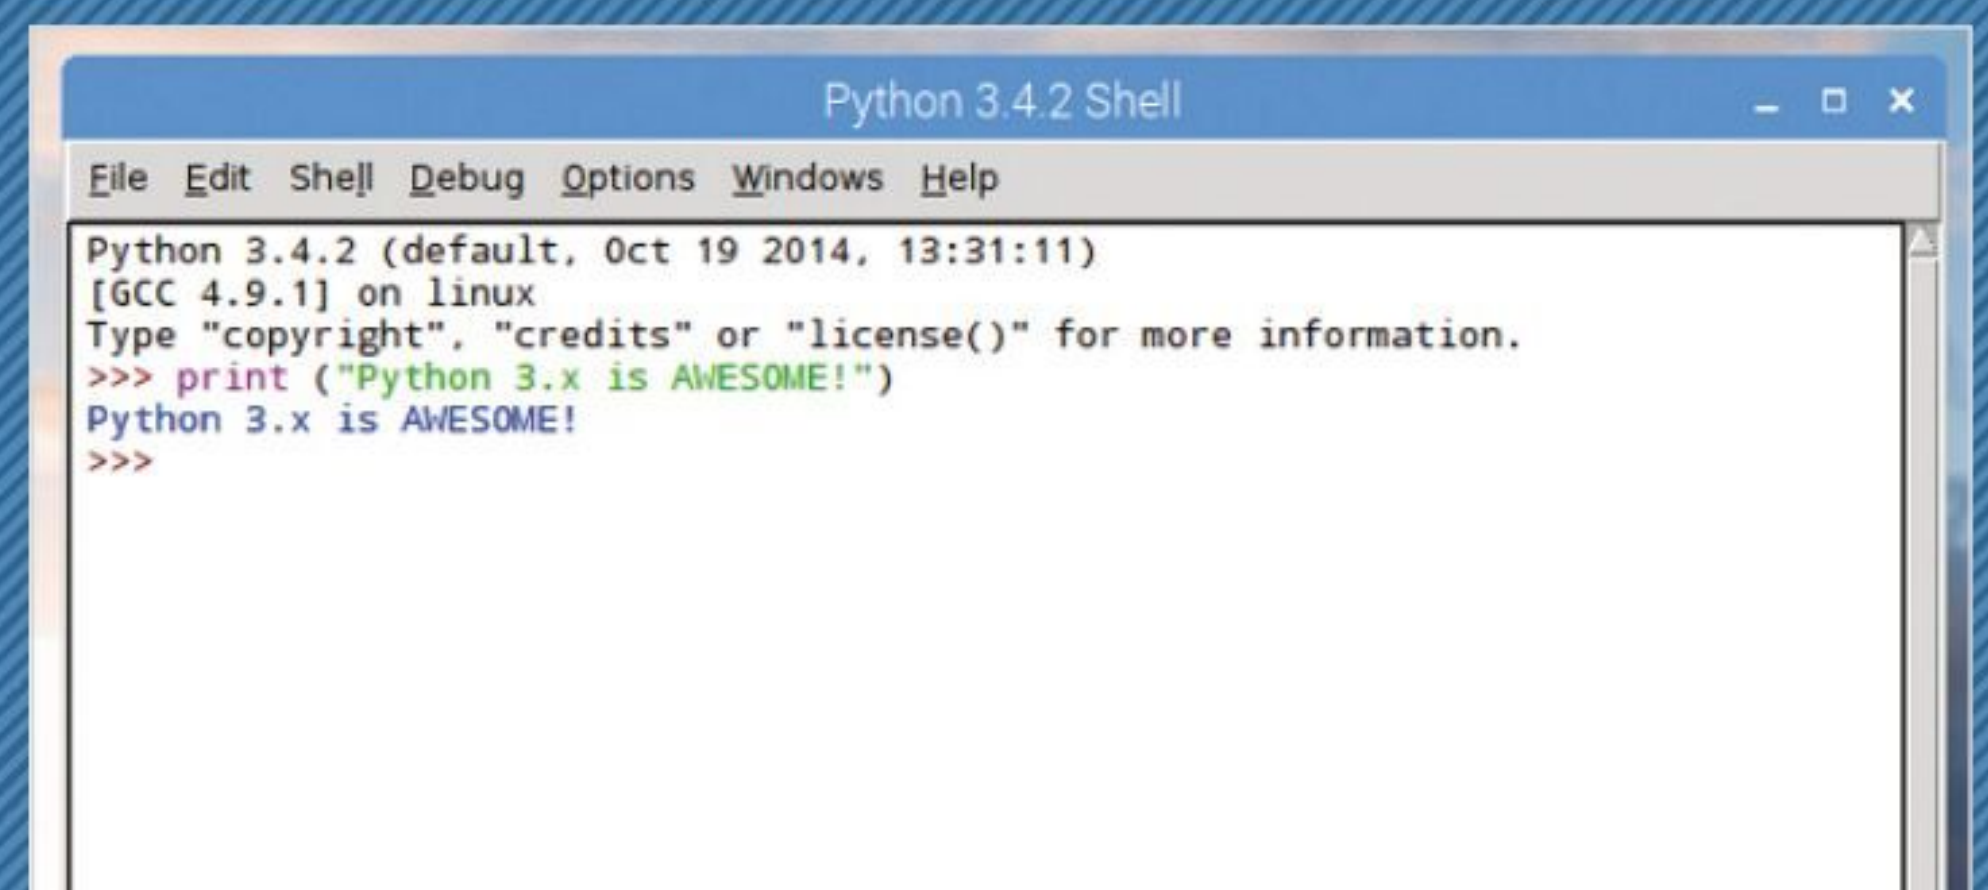 Python 3.4.2 Shell
File Edit Shell Debug Options Windows Help
Python 3.4.2 (default, Oct 19 2014, 13:31:11)
[GCC 4.9.1] on linux
Type "copyright", "credits" or "license()" for more information.
>>> print ("Python 3.x is AWESOME!")
Python 3.x is AWESOME!
>>>